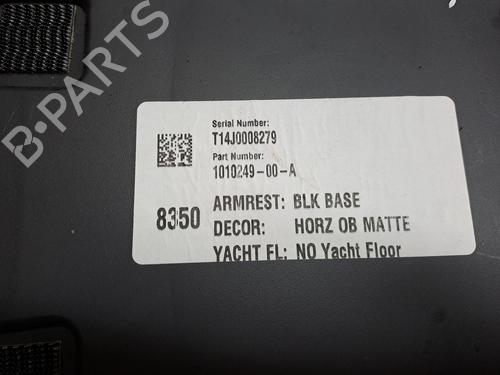 B-PARTS
Serial Number:
T14J0008279
Part Number:
1010249-00-A
8350
ARMREST: BLK BASE
DECOR: HORZ OB MATTE
YACHT FL: NO Yacht Floor